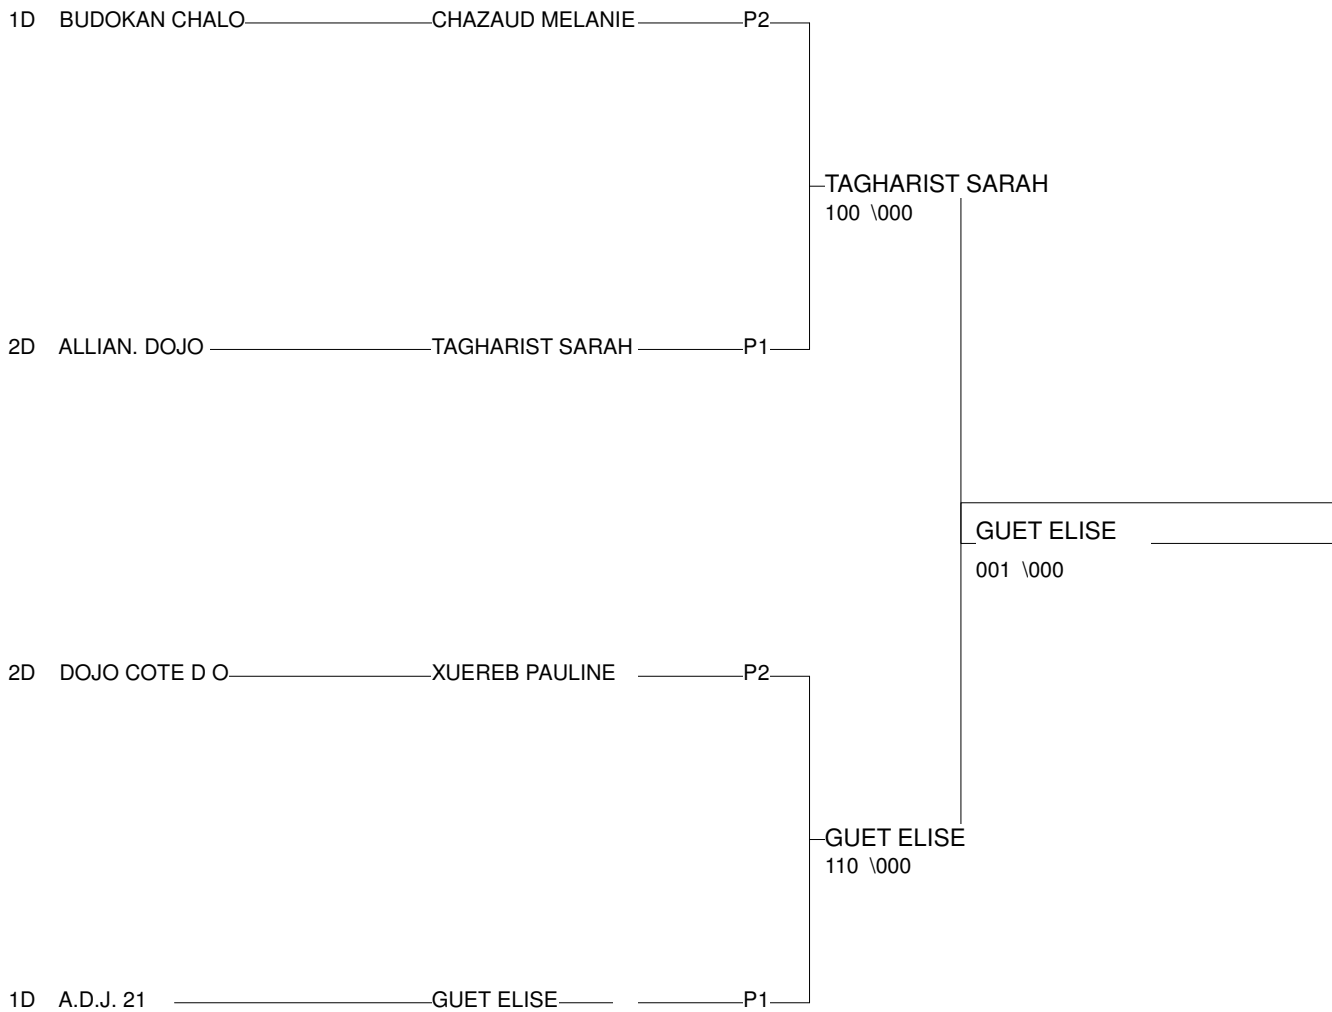 1D BUDOKAN CHALO CHAZAUD MELANIE P2
TAGHARIST SARAH
100 \000
2D ALLIAN. DOJO TAGHARIST SARAH P1
GUET ELISE
001 \000
2D DOJO COTE D O XUEREB PAULINE P2
GUET ELISE
110 \000
1D A.D.J. 21 GUET ELISE P1